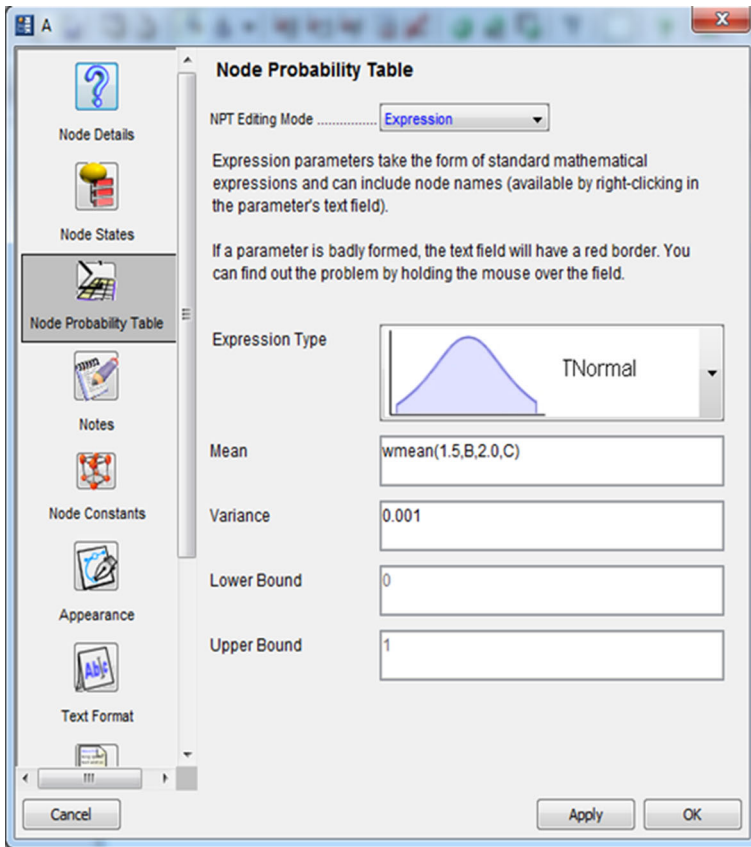 A
Node Details
Node States
Node Probability Table
Notes
Node Constants
Appearance
Text Format
Node Probability Table
NPT Editing Mode ............... Expression
Expression parameters take the form of standard mathematical
expressions and can include node names (available by right-clicking in
the parameter's text field).
If a parameter is badly formed, the text field will have a red border. You
can find out the problem by holding the mouse over the field.
Expression Type
TNormal
Mean
wmean(1.5,B,2.0,C)
Variance
0.001
Lower Bound
0
Upper Bound
1
Cancel
Apply
OK